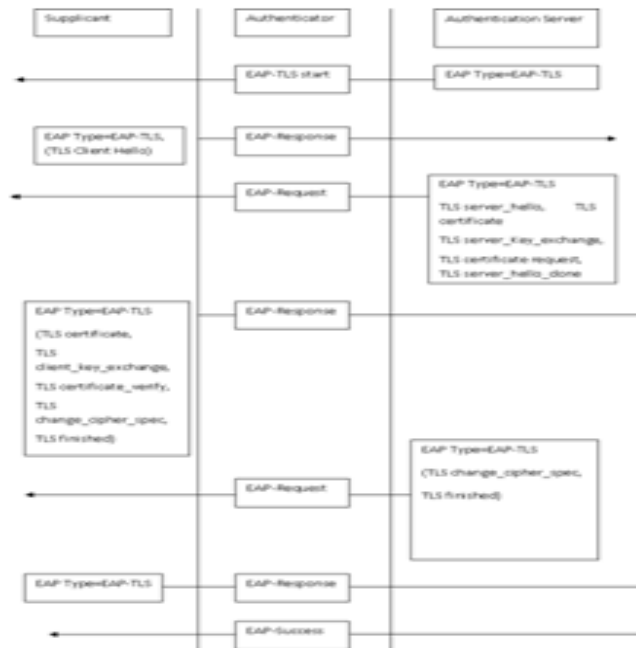 Supplicant
Authenticator
Authentication Server
EAP-TLS start
EAP Type=EAP-TLS
EAP Type=EAP-TLS,
(TLS Client Hello)
EAP-Response
EAP-Request
EAP Type=EAP-TLS
TLS server_hello, TLS
certificate
TLS server_Key_exchange,
TLS certificate request,
TLS server_hello_done
EAP Type=EAP-TLS
(TLS certificate,
TLS
client_key_exchange,
TLS certificate_verify,
TLS
change_cipher_spec,
TLS finished)
EAP-Response
EAP Type=EAP-TLS
(TLS change_cipher_spec,
TLS finished)
EAP-Request
EAP Type=EAP-TLS
EAP-Response
EAP-Success